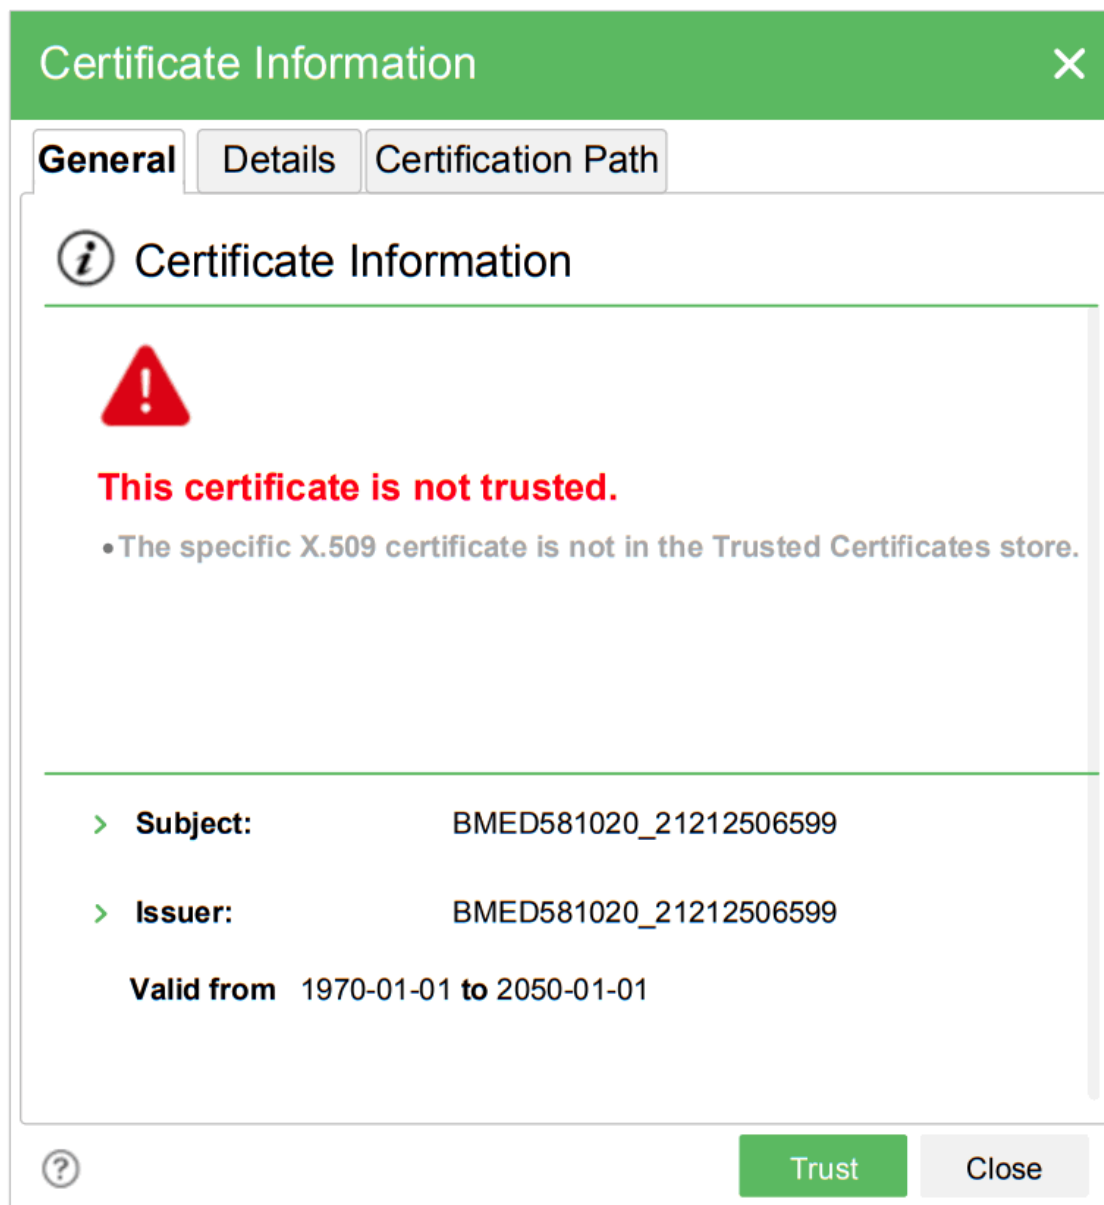 Certificate Information
General Details Certification Path
Certificate Information
This certificate is not trusted.
•The specific X.509 certificate is not in the Trusted Certificates store.
Subject: BMED581020_21212506599
Issuer: BMED581020_21212506599
Valid from 1970-01-01 to 2050-01-01
Trust Close